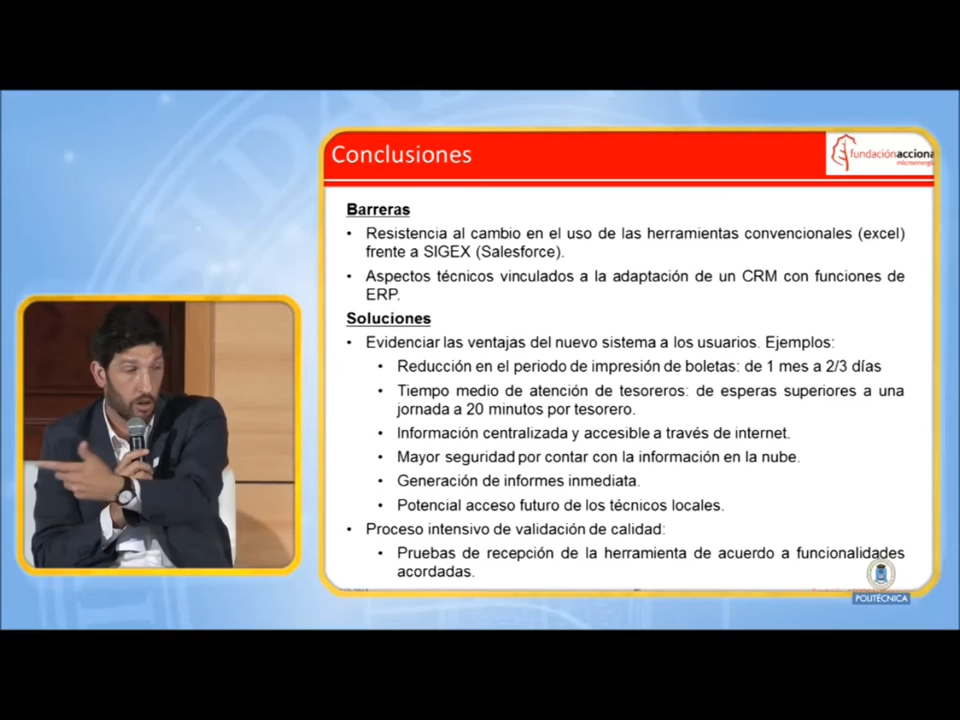 Conclusiones
fundaciónacciona
microenergía
Barreras
• Resistencia al cambio en el uso de las herramientas convencionales (excel)
frente a SIGEX (Salesforce).
• Aspectos técnicos vinculados a la adaptación de un CRM con funciones de
ERP.
Soluciones
• Evidenciar las ventajas del nuevo sistema a los usuarios. Ejemplos:
• Reducción en el periodo de impresión de boletas: de 1 mes a 2/3 días
• Tiempo medio de atención de tesoreros: de esperas superiores a una
jornada a 20 minutos por tesorero.
• Información centralizada y accesible a través de internet.
• Mayor seguridad por contar con la información en la nube.
• Generación de informes inmediata.
• Potencial acceso futuro de los técnicos locales.
• Proceso intensivo de validación de calidad:
• Pruebas de recepción de la herramienta de acuerdo a funcionalidades
acordadas.
POLITÉCNICA